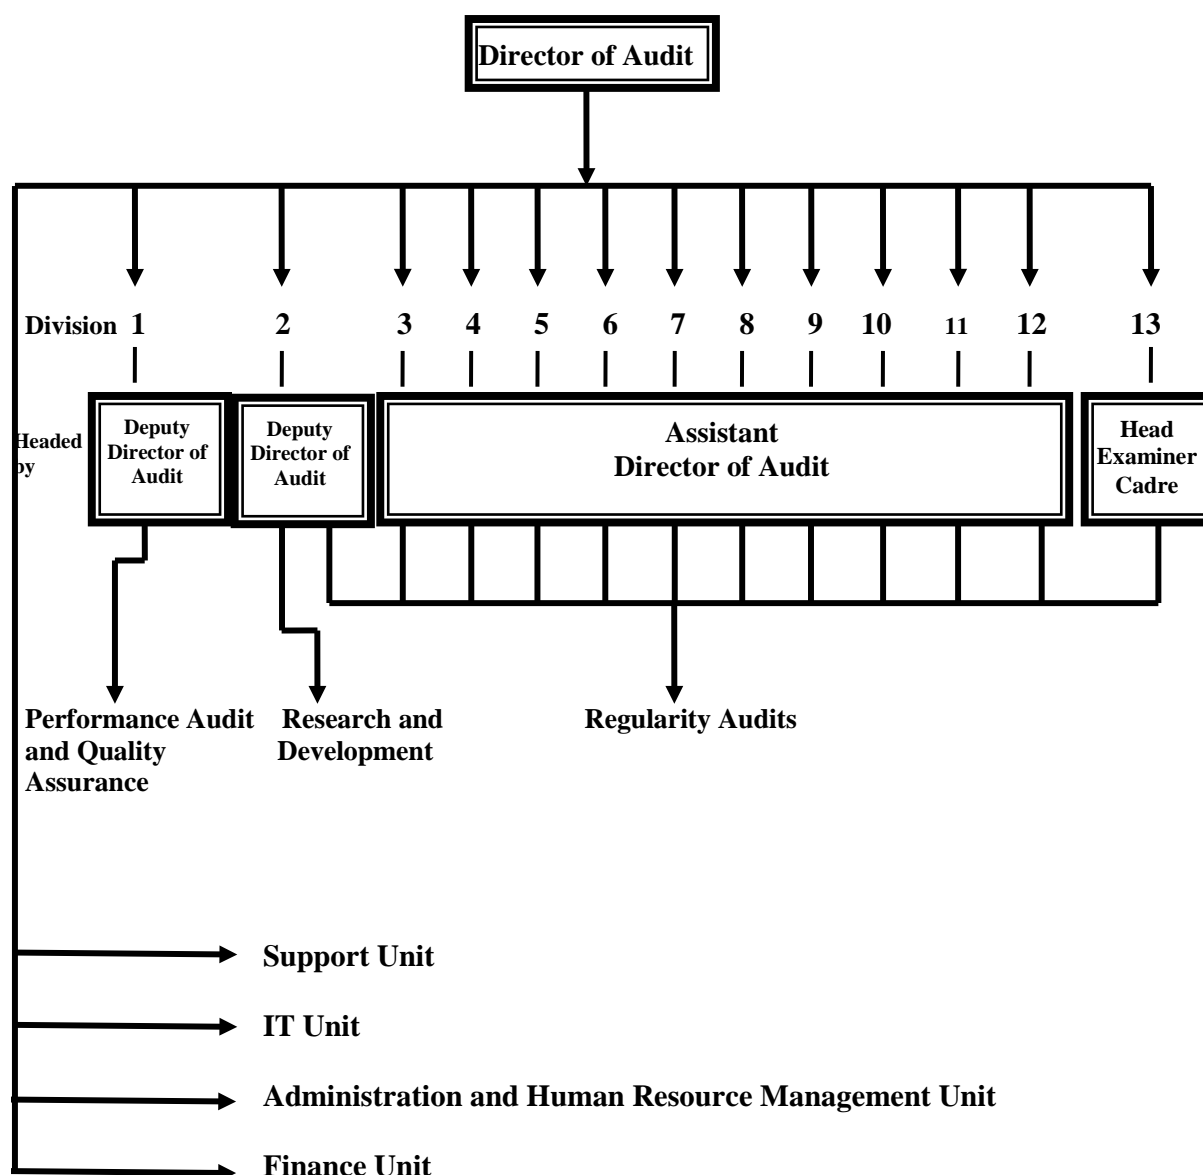 Director of Audit
Division 1 2 3 4 5 6 7 8 9 10 11 12 13
Headed
by
Deputy
Director of
Audit
Deputy
Director of
Audit
Assistant
Director of Audit
Head
Examiner
Cadre
Performance Audit
and Quality
Assurance
Research and
Development
Regularity Audits
Support Unit
IT Unit
Administration and Human Resource Management Unit
Finance Unit